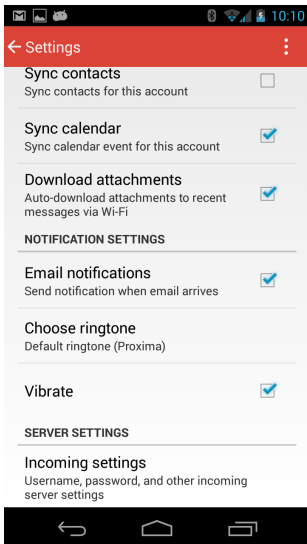 10:10
Settings
Sync contacts
Sync contacts for this account
Sync calendar
Sync calendar event for this account
Download attachments
Auto-download attachments to recent
messages via Wi-Fi
NOTIFICATION SETTINGS
Email notifications
Send notification when email arrives
Choose ringtone
Default ringtone (Proxima)
Vibrate
SERVER SETTINGS
Incoming settings
Username, password, and other incoming
server settings